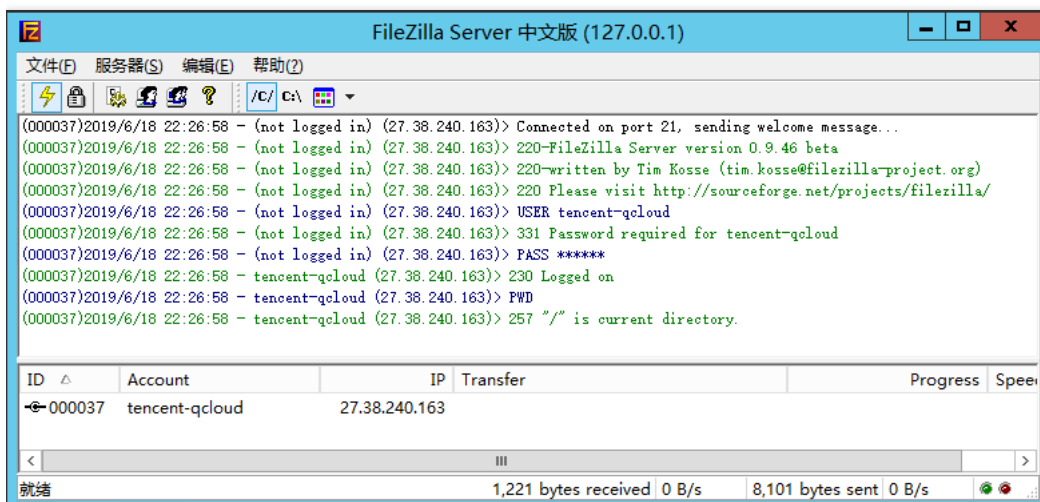 FileZilla Server 中文版 (127.0.0.1)
文件(F) 服务器(S) 编辑(E) 帮助(?)
/C/ C:\
(000037)2019/6/18 22:26:58 - (not logged in) (27.38.240.163)> Connected on port 21, sending welcome message...
(000037)2019/6/18 22:26:58 - (not logged in) (27.38.240.163)> 220-FileZilla Server version 0.9.46 beta
(000037)2019/6/18 22:26:58 - (not logged in) (27.38.240.163)> 220-written by Tim Kosse (tim.kosse@filezilla-project.org)
(000037)2019/6/18 22:26:58 - (not logged in) (27.38.240.163)> 220 Please visit http://sourceforge.net/projects/filezilla/
(000037)2019/6/18 22:26:58 - (not logged in) (27.38.240.163)> USER tencent-qcloud
(000037)2019/6/18 22:26:58 - (not logged in) (27.38.240.163)> 331 Password required for tencent-qcloud
(000037)2019/6/18 22:26:58 - (not logged in) (27.38.240.163)> PASS ******
(000037)2019/6/18 22:26:58 - tencent-qcloud (27.38.240.163)> 230 Logged on
(000037)2019/6/18 22:26:58 - tencent-qcloud (27.38.240.163)> PWD
(000037)2019/6/18 22:26:58 - tencent-qcloud (27.38.240.163)> 257 "/" is current directory.
ID Account IP Transfer Progress Spee
000037 tencent-qcloud 27.38.240.163
就绪 1,221 bytes received 0 B/s 8,101 bytes sent 0 B/s